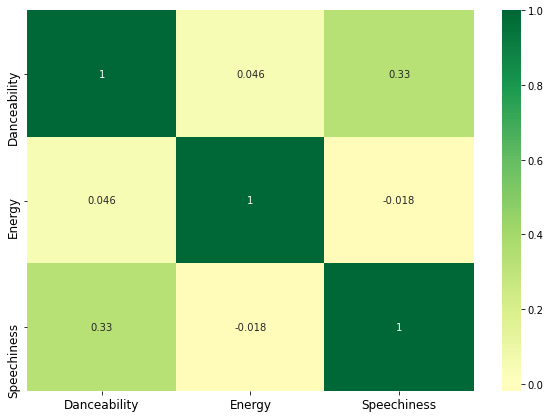 Danceability
1
0.046
0.33
Energy
0.046
1
-0.018
Speechiness
0.33
-0.018
1
Danceability
Energy
Speechiness
1.0
0.8
0.6
0.4
0.2
0.0